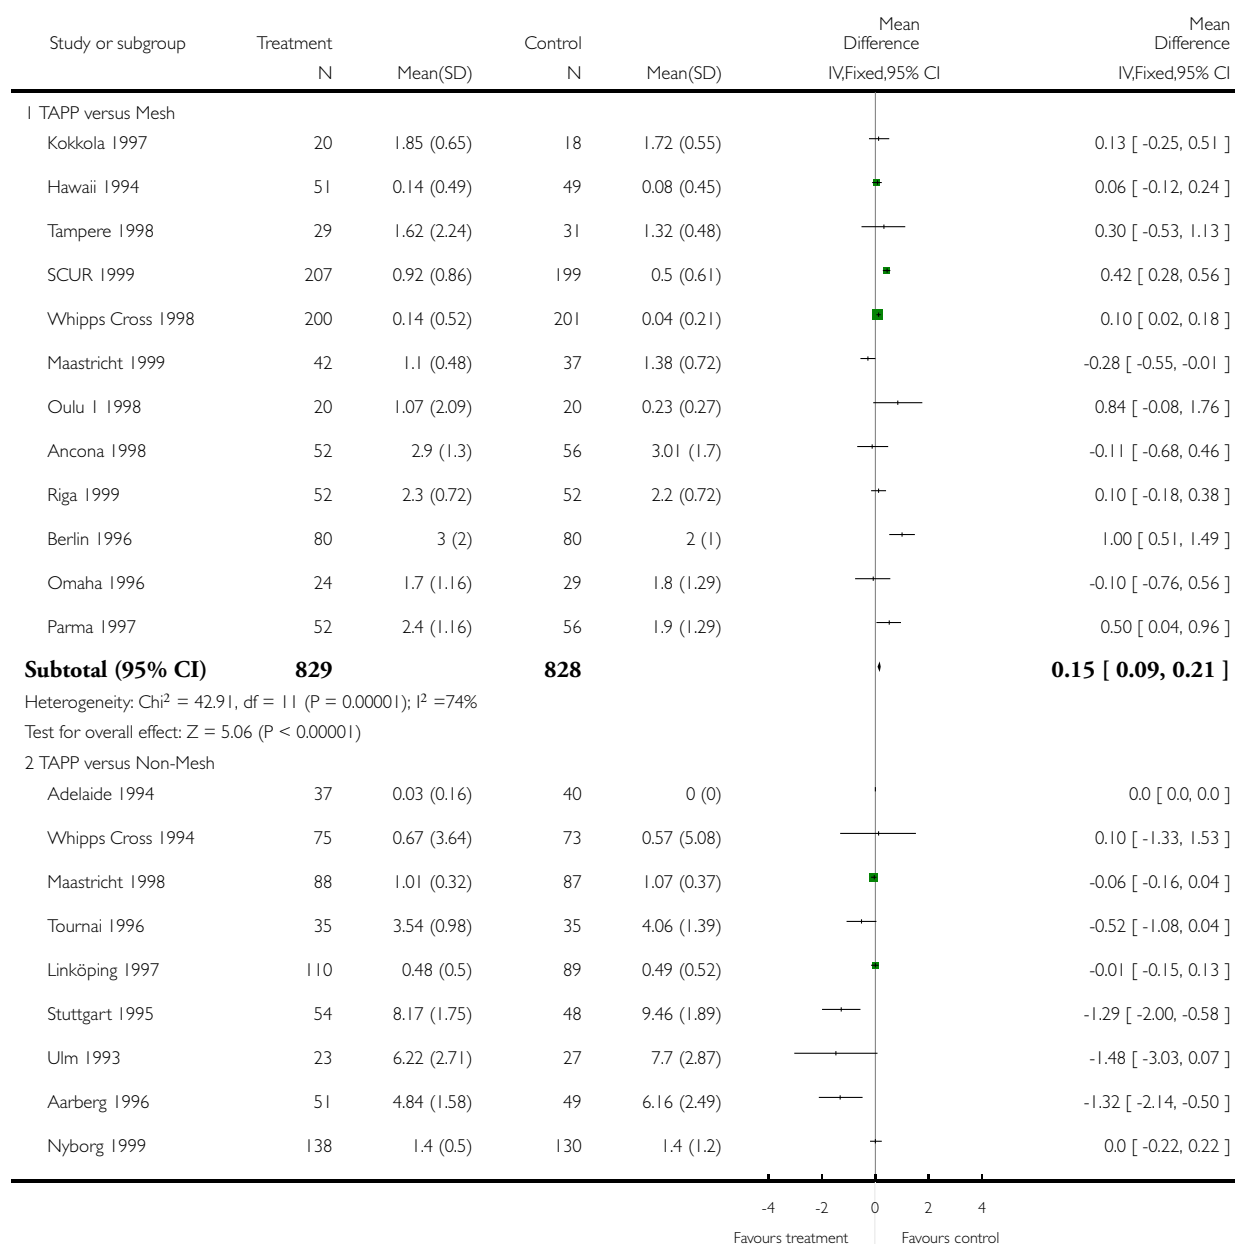 Mean Mean
Study or subgroup Treatment Control Difference Difference
N Mean(SD) N Mean(SD) IV,Fixed,95% CI IV,Fixed,95% CI
1 TAPP versus Mesh
Kokkola 1997 20 1.85 (0.65) 18 1.72 (0.55) 0.13 [ -0.25, 0.51 ]
Hawaii 1994 51 0.14 (0.49) 49 0.08 (0.45) 0.06 [ -0.12, 0.24 ]
Tampere 1998 29 1.62 (2.24) 31 1.32 (0.48) 0.30 [ -0.53, 1.13 ]
SCUR 1999 207 0.92 (0.86) 199 0.5 (0.61) 0.42 [ 0.28, 0.56 ]
Whipps Cross 1998 200 0.14 (0.52) 201 0.04 (0.21) 0.10 [ 0.02, 0.18 ]
Maastricht 1999 42 1.1 (0.48) 37 1.38 (0.72) -0.28 [ -0.55, -0.01 ]
Oulu 1 1998 20 1.07 (2.09) 20 0.23 (0.27) 0.84 [ -0.08, 1.76 ]
Ancona 1998 52 2.9 (1.3) 56 3.01 (1.7) -0.11 [ -0.68, 0.46 ]
Riga 1999 52 2.3 (0.72) 52 2.2 (0.72) 0.10 [ -0.18, 0.38 ]
Berlin 1996 80 3 (2) 80 2 (1) 1.00 [ 0.51, 1.49 ]
Omaha 1996 24 1.7 (1.16) 29 1.8 (1.29) -0.10 [ -0.76, 0.56 ]
Parma 1997 52 2.4 (1.16) 56 1.9 (1.29) 0.50 [ 0.04, 0.96 ]
Subtotal (95% CI) 829 828 0.15 [ 0.09, 0.21 ]
Heterogeneity: Chi² = 42.91, df = 11 (P = 0.00001); I² =74%
Test for overall effect: Z = 5.06 (P < 0.00001)
2 TAPP versus Non-Mesh
Adelaide 1994 37 0.03 (0.16) 40 0 (0) 0.0 [ 0.0, 0.0 ]
Whipps Cross 1994 75 0.67 (3.64) 73 0.57 (5.08) 0.10 [ -1.33, 1.53 ]
Maastricht 1998 88 1.01 (0.32) 87 1.07 (0.37) -0.06 [ -0.16, 0.04 ]
Tournai 1996 35 3.54 (0.98) 35 4.06 (1.39) -0.52 [ -1.08, 0.04 ]
Linköping 1997 110 0.48 (0.5) 89 0.49 (0.52) -0.01 [ -0.15, 0.13 ]
Stuttgart 1995 54 8.17 (1.75) 48 9.46 (1.89) -1.29 [ -2.00, -0.58 ]
Ulm 1993 23 6.22 (2.71) 27 7.7 (2.87) -1.48 [ -3.03, 0.07 ]
Aarberg 1996 51 4.84 (1.58) 49 6.16 (2.49) -1.32 [ -2.14, -0.50 ]
Nyborg 1999 138 1.4 (0.5) 130 1.4 (1.2) 0.0 [ -0.22, 0.22 ]
-4 -2 0 2 4
Favours treatment Favours control